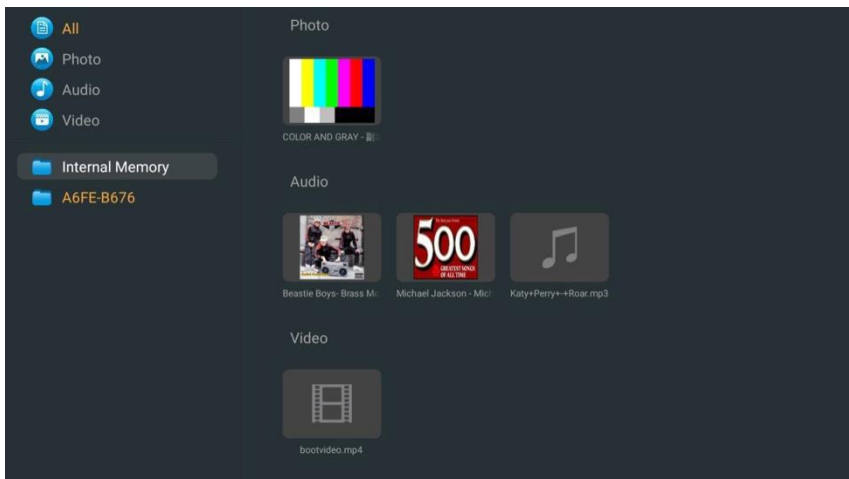 All
Photo
Audio
Video
Internal Memory
A6FE-B676
Photo
COLOR AND GRAY -
Audio
500
GREATEST SONGS
OF ALL TIME
Beastie Boys- Brass
Michael Jackson -
Katy+Perry+-+Roar.mp3
Video
bootvideo.mp4